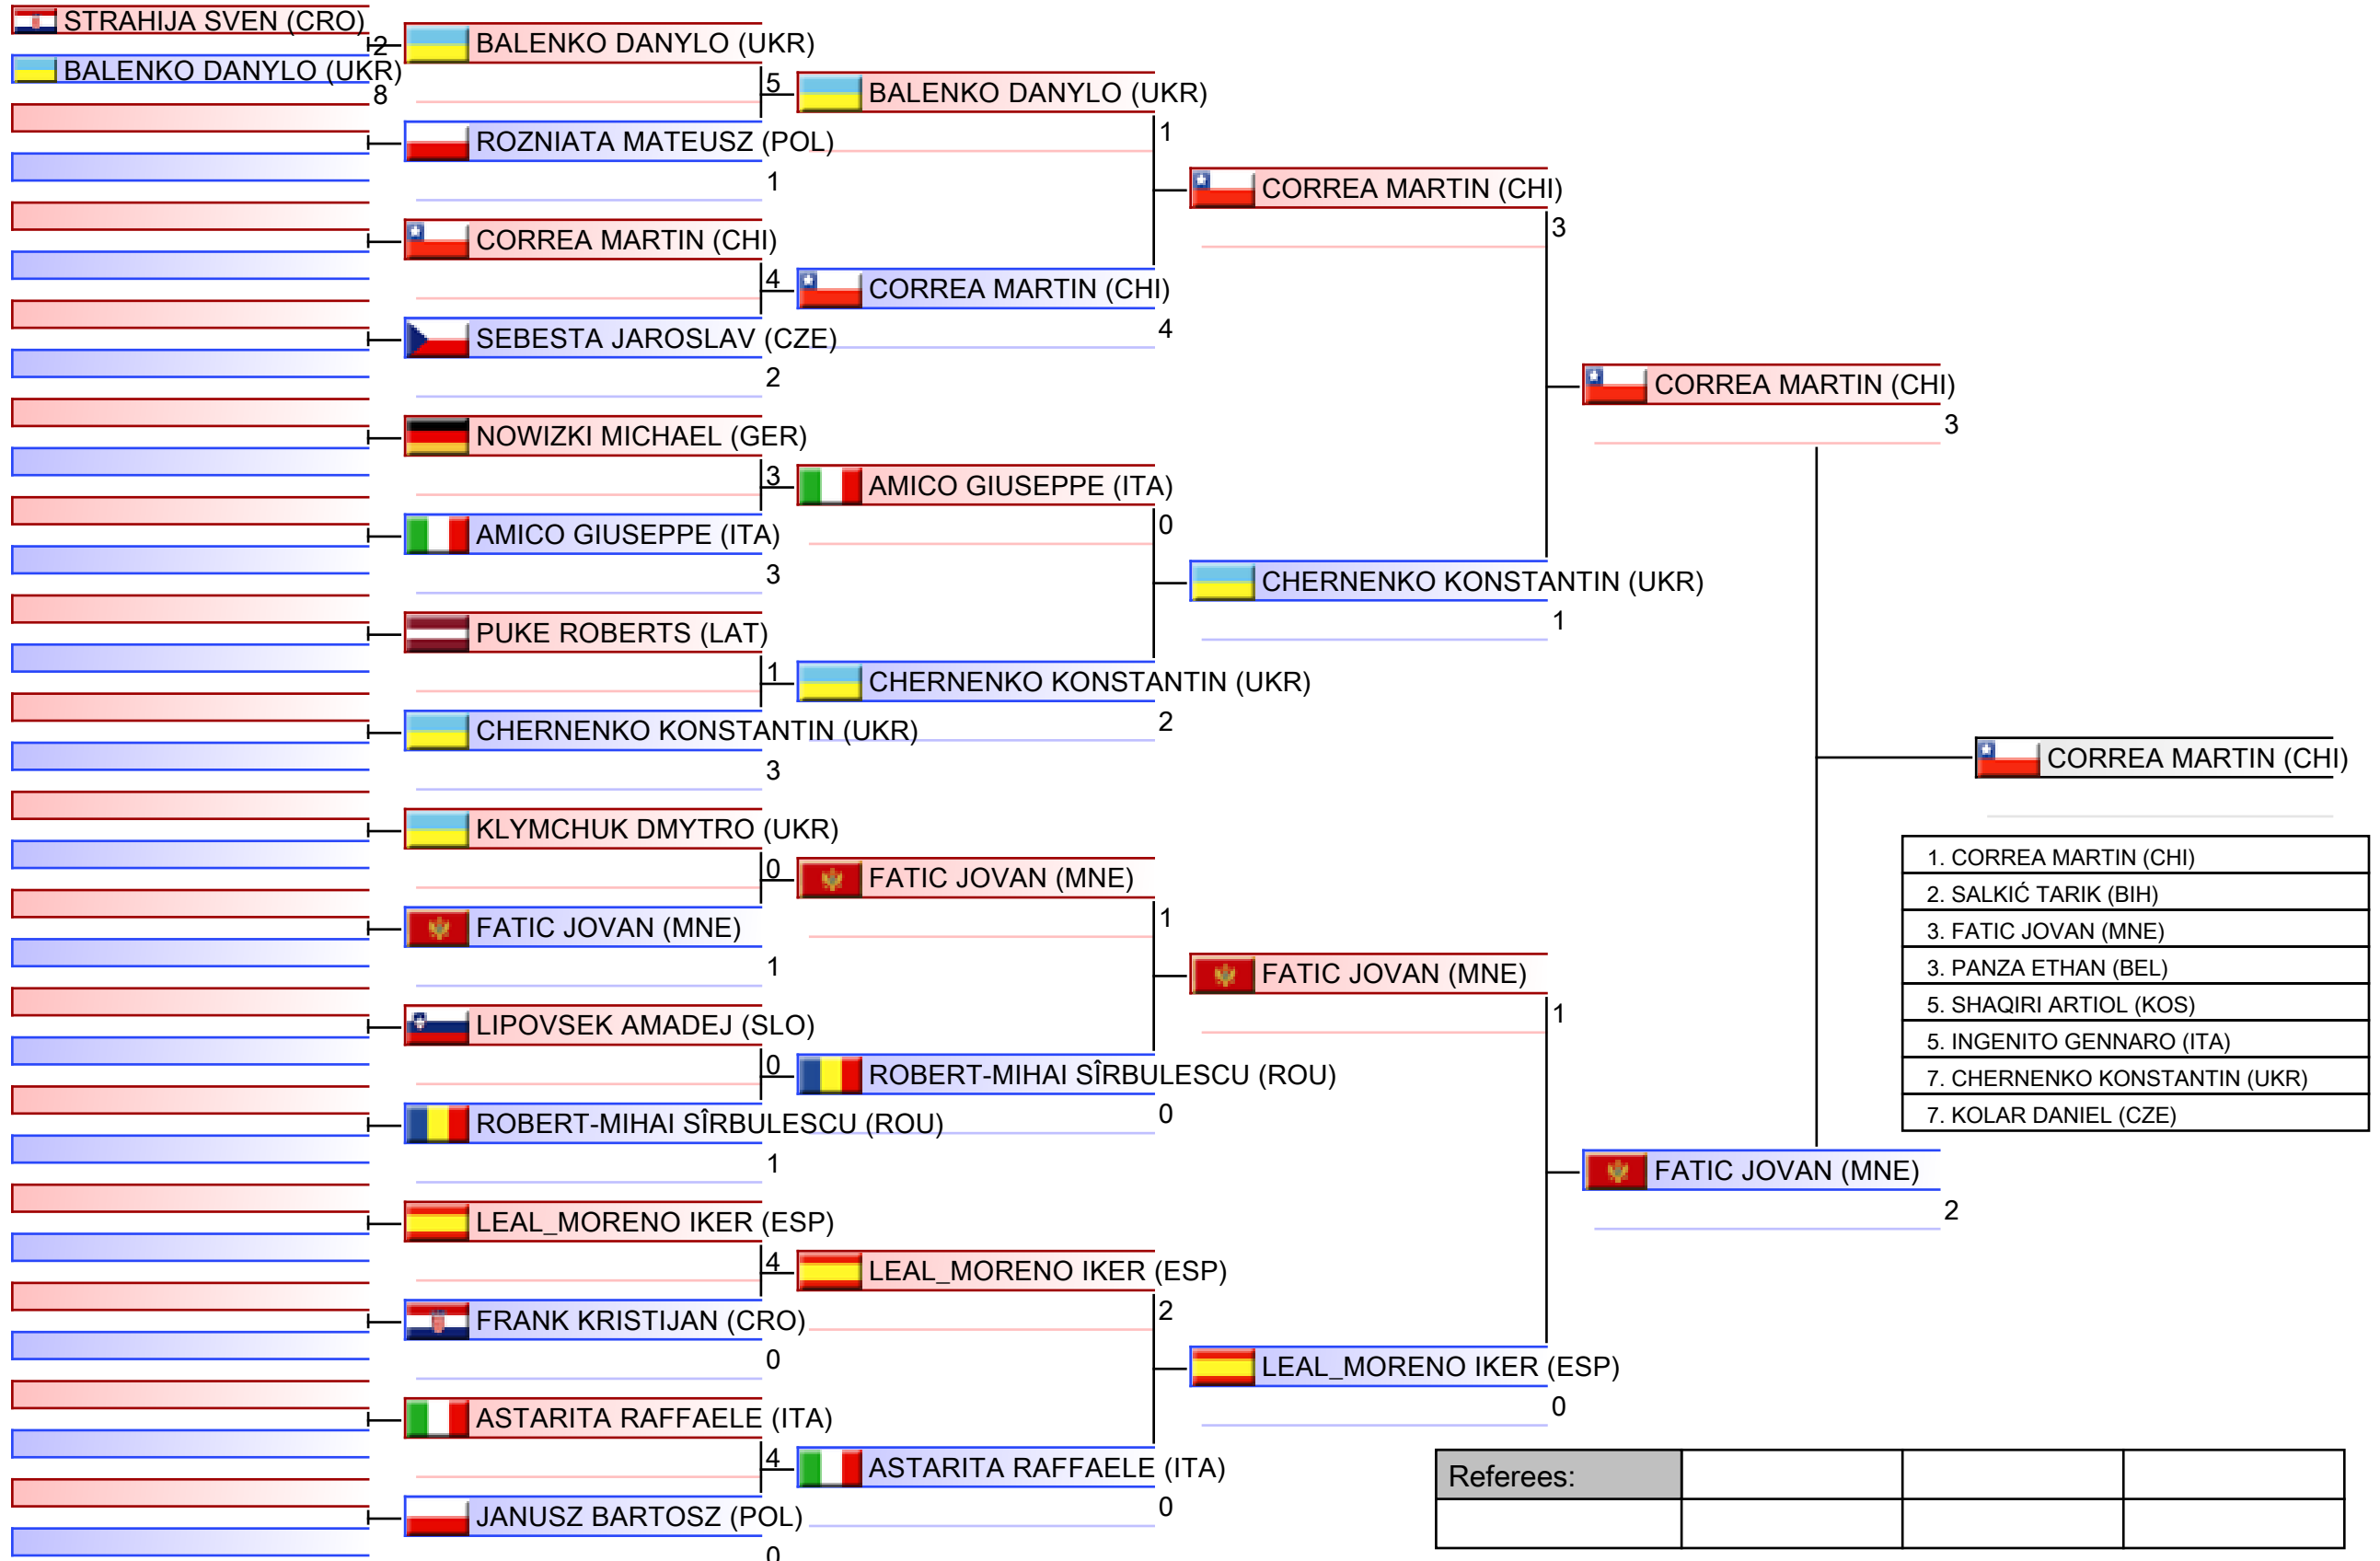 STRAHIJA SVEN (CRO)
2
BALENKO DANYLO (UKR)
8
BALENKO DANYLO (UKR)
5
ROZNIATA MATEUSZ (POL)
1
CORREA MARTIN (CHI)
4
SEBESTA JAROSLAV (CZE)
2
NOWIZKI MICHAEL (GER)
3
AMICO GIUSEPPE (ITA)
3
PUKE ROBERTS (LAT)
1
CHERNENKO KONSTANTIN (UKR)
3
KLYMCHUK DMYTRO (UKR)
0
FATIC JOVAN (MNE)
1
LIPOVSEK AMADEJ (SLO)
0
ROBERT-MIHAI SÎRBULESCU (ROU)
1
LEAL_MORENO IKER (ESP)
4
FRANK KRISTIJAN (CRO)
0
ASTARITA RAFFAELE (ITA)
4
JANUSZ BARTOSZ (POL)
0
BALENKO DANYLO (UKR)
1
CORREA MARTIN (CHI)
4
AMICO GIUSEPPE (ITA)
0
CHERNENKO KONSTANTIN (UKR)
2
FATIC JOVAN (MNE)
1
ROBERT-MIHAI SÎRBULESCU (ROU)
0
LEAL_MORENO IKER (ESP)
2
ASTARITA RAFFAELE (ITA)
0
CORREA MARTIN (CHI)
3
CHERNENKO KONSTANTIN (UKR)
1
FATIC JOVAN (MNE)
1
LEAL_MORENO IKER (ESP)
0
CORREA MARTIN (CHI)
3
FATIC JOVAN (MNE)
2
CORREA MARTIN (CHI)
1. CORREA MARTIN (CHI)
2. SALKIĆ TARIK (BIH)
3. FATIC JOVAN (MNE)
3. PANZA ETHAN (BEL)
5. SHAQIRI ARTIOL (KOS)
5. INGENITO GENNARO (ITA)
7. CHERNENKO KONSTANTIN (UKR)
7. KOLAR DANIEL (CZE)
Referees: